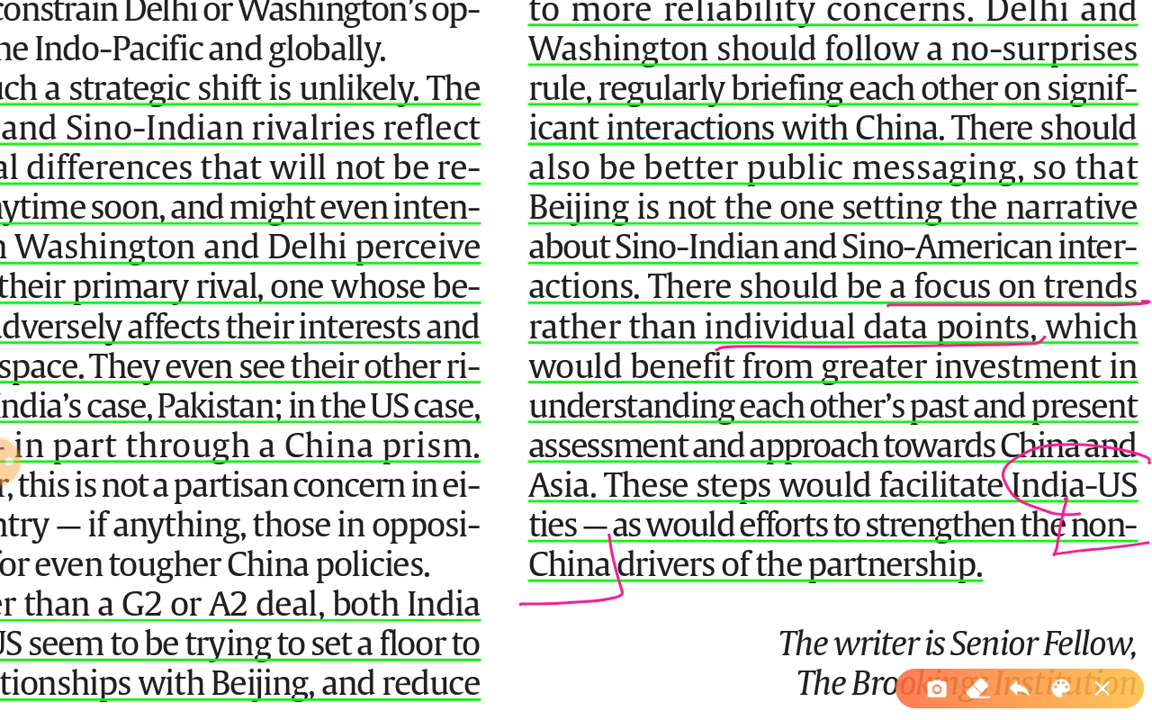 constrain Delhi or Washington's op-
he Indo-Pacific and globally.
uch a strategic shift is unlikely. The
and Sino-Indian rivalries reflect
al differences that will not be re-
nytime soon, and might even inten-
n Washington and Delhi perceive
their primary rival, one whose be-
adversely affects their interests and
space. They even see their other ri-
India's case, Pakistan; in the US case,
– in part through a China prism.
r, this is not a partisan concern in ei-
ntry — if anything, those in opposi-
for even tougher China policies.
er than a G2 or A2 deal, both India
US seem to be trying to set a floor to
tionships with Beijing, and reduce
to more reliability concerns. Delhi and
Washington should follow a no-surprises
rule, regularly briefing each other on signif-
icant interactions with China. There should
also be better public messaging, so that
Beijing is not the one setting the narrative
about Sino-Indian and Sino-American inter-
actions. There should be a focus on trends
rather than individual data points, which
would benefit from greater investment in
understanding each other's past and present
assessment and approach towards China and
Asia. These steps would facilitate India-US
ties — as would efforts to strengthen the non-
China drivers of the partnership.
The writer is Senior Fellow,
The Brookings Institution